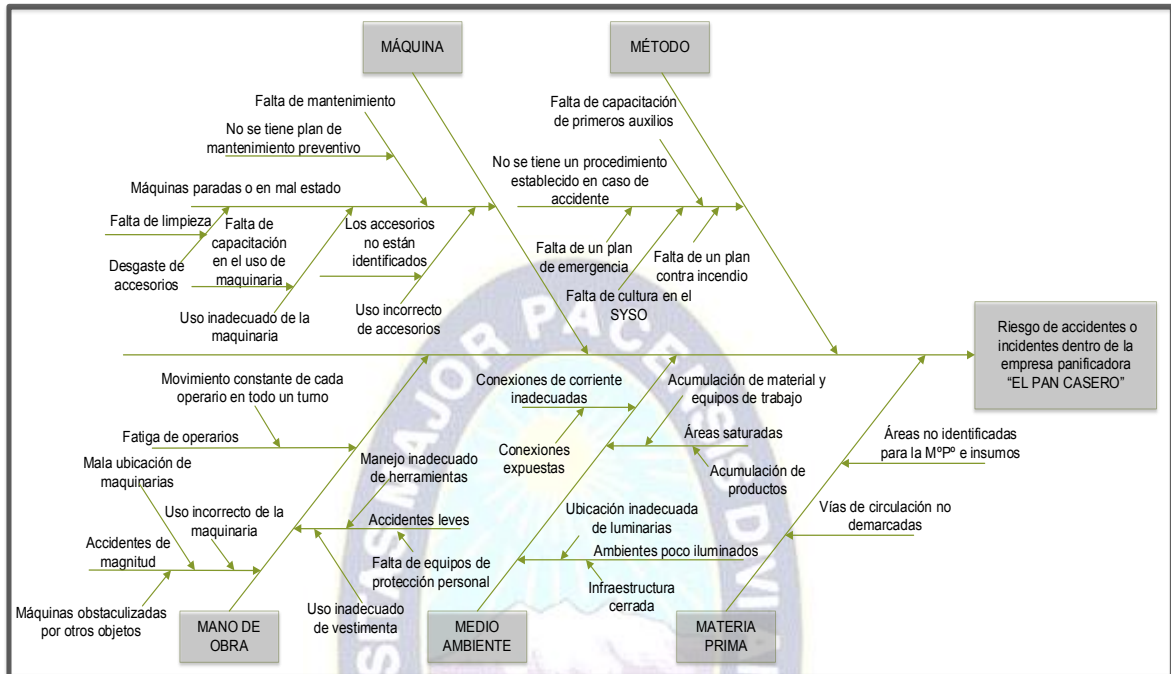 MÁQUINA
MÉTODO
Falta de mantenimiento
No se tiene plan de
mantenimiento preventivo
Máquinas paradas o en mal estado
Falta de limpieza
Desgaste de
accesorios
Falta de
capacitación
en el uso de
maquinaria
Uso inadecuado de la
maquinaria
Los accesorios
no están
identificados
Uso incorrecto
de accesorios
Falta de capacitación
de primeros auxilios
No se tiene un procedimiento
establecido en caso de
accidente
Falta de un plan
de emergencia
Falta de cultura en el
SYSO
Falta de un plan
contra incendio
Riesgo de accidentes o
incidentes dentro de la
empresa panificadora
“EL PAN CASERO”
Movimiento constante de cada
operario en todo un turno
Fatiga de operarios
Mala ubicación de
maquinarias
Uso incorrecto de la
maquinaria
Accidentes de
magnitud
Máquinas obstaculizadas
por otros objetos
Manejo inadecuado
de herramientas
Accidentes leves
Falta de equipos de
protección personal
Uso inadecuado
de vestimenta
Conexiones de corriente
inadecuadas
Conexiones
expuestas
Acumulación de material y
equipos de trabajo
Áreas saturadas
Acumulación de
productos
Ubicación inadecuada
de luminarias
Ambientes poco iluminados
Infraestructura
cerrada
Áreas no identificadas
para la MºPº e insumos
Vías de circulación no
demarcadas
MANO DE
OBRA
MEDIO
AMBIENTE
MATERIA
PRIMA
SITAS MAJOR PACENSIS DIVI AN